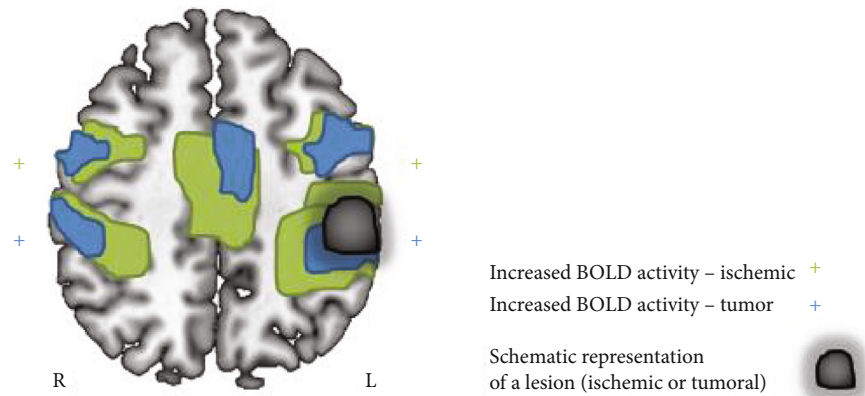 + +
+ +
Increased BOLD activity – ischemic +
Increased BOLD activity – tumor +
Schematic representation
of a lesion (ischemic or tumoral)
R L